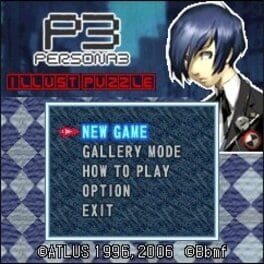 P3
PERSONA3
ILLUST PUZZLE
NEW GAME
GALLERY MODE
HOW TO PLAY
OPTION
EXIT
©ATLUS 1996,2006 ©Bbmf